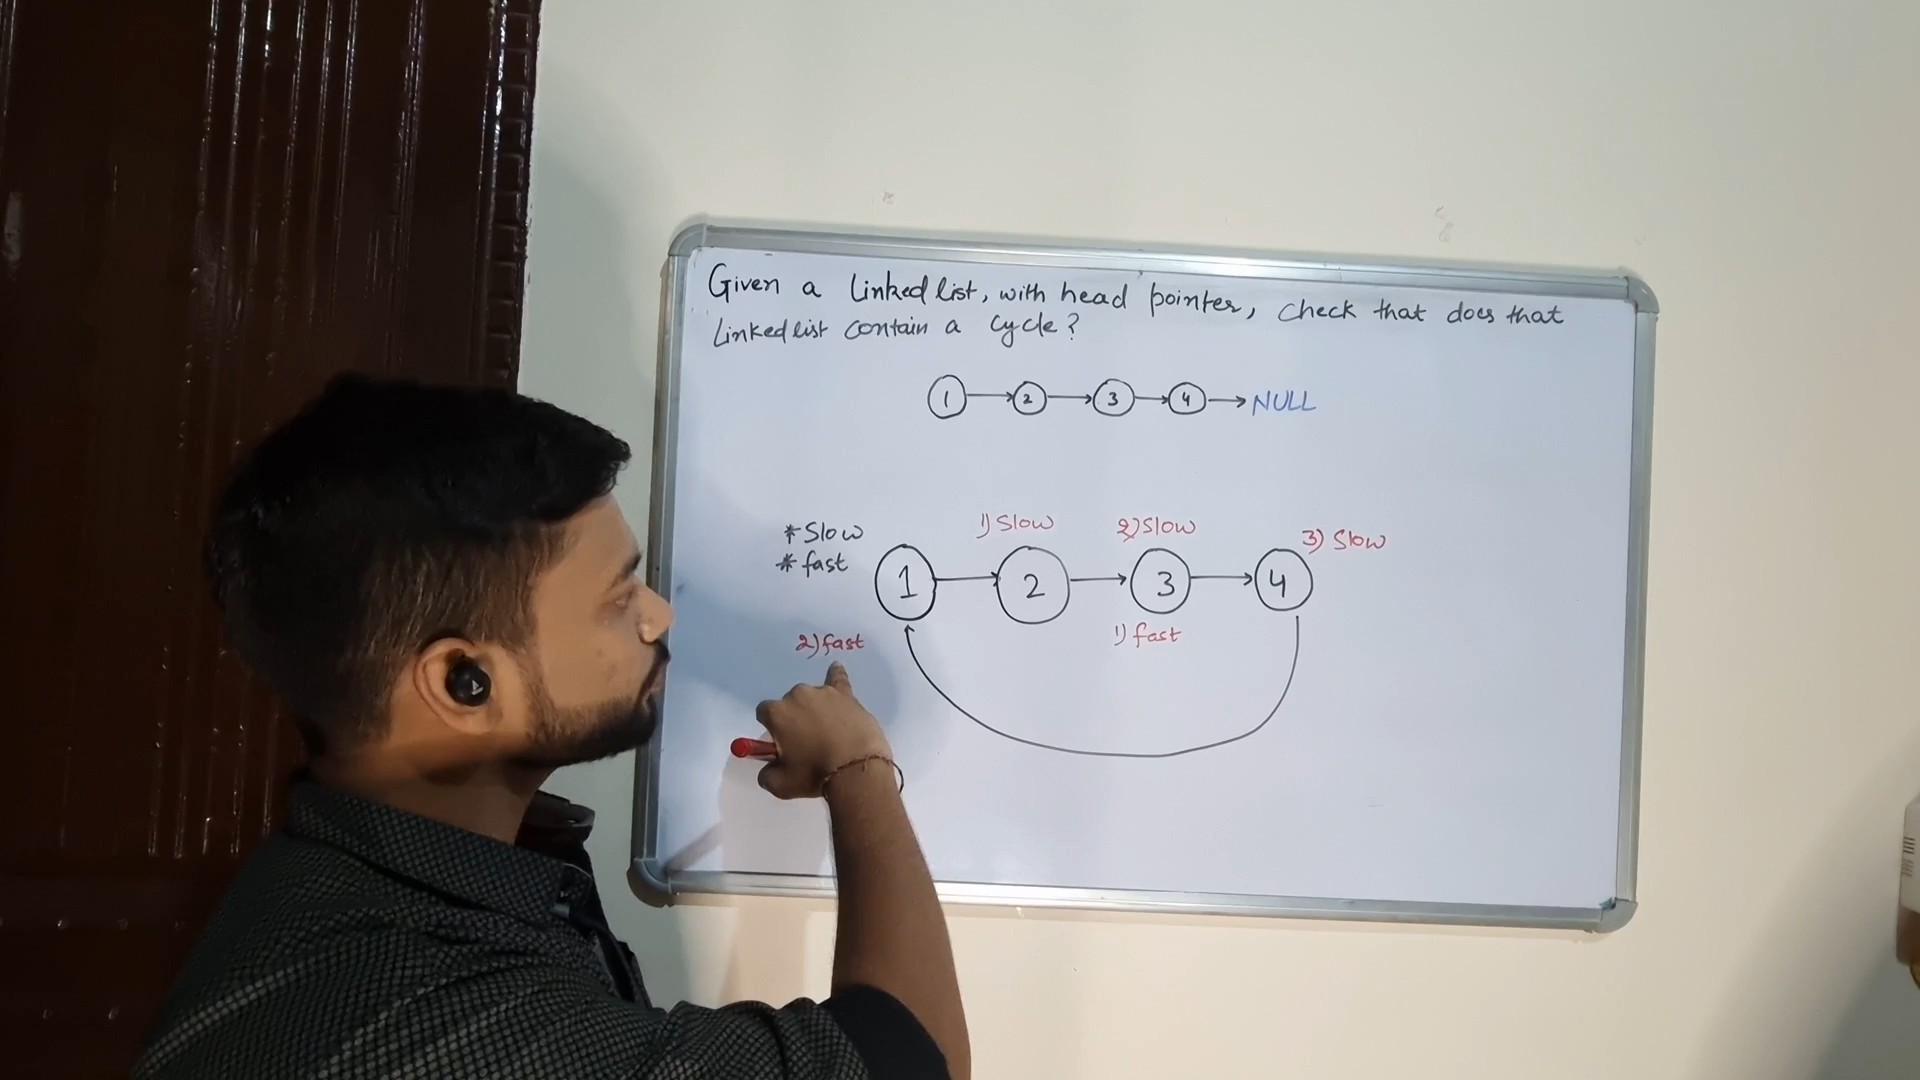 Given a Linked list, with head pointer, check that does that
Linked list contain a cycle?
1 2 3 4 NULL
* Slow
* fast
1) Slow
2) Slow
3) Slow
1 2 3 4
2) fast
1) fast